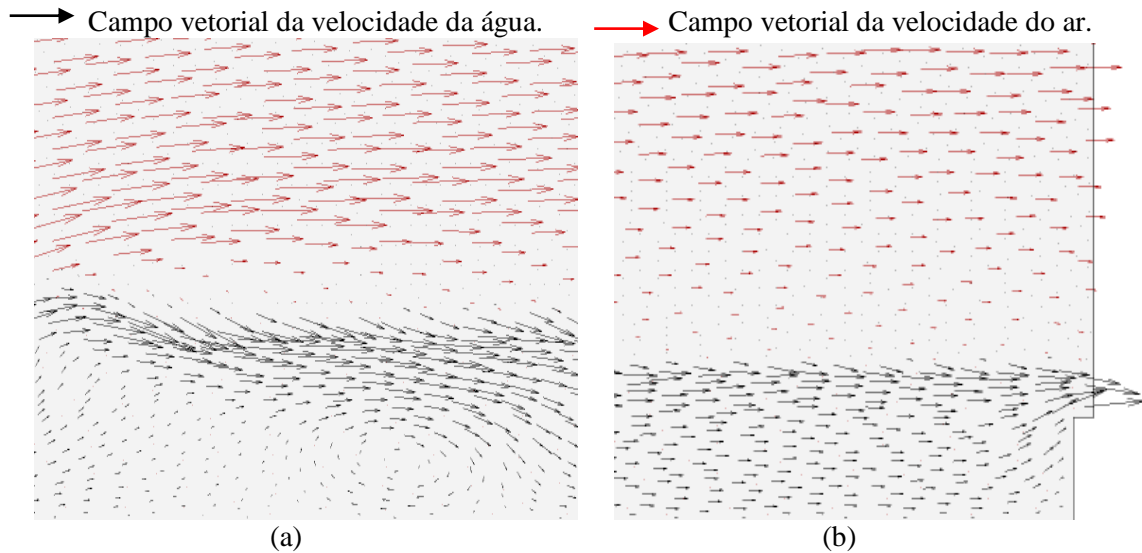 Campo vetorial da velocidade da água.
Campo vetorial da velocidade do ar.
(a)
(b)